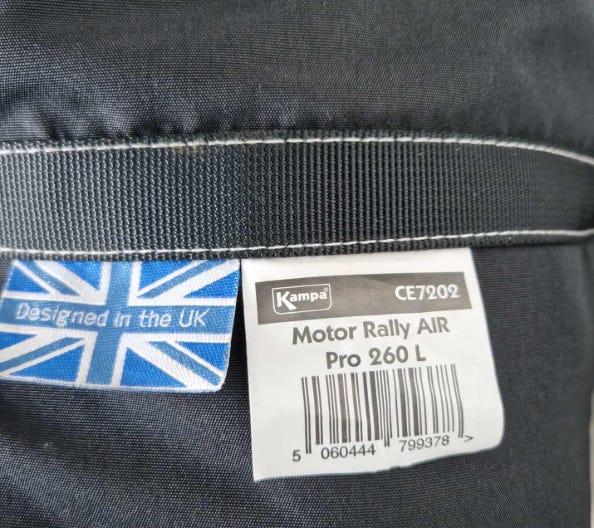 Designed in the UK
Kampa CE7202
Motor Rally AIR
Pro 260 L
5 060444 799378 >